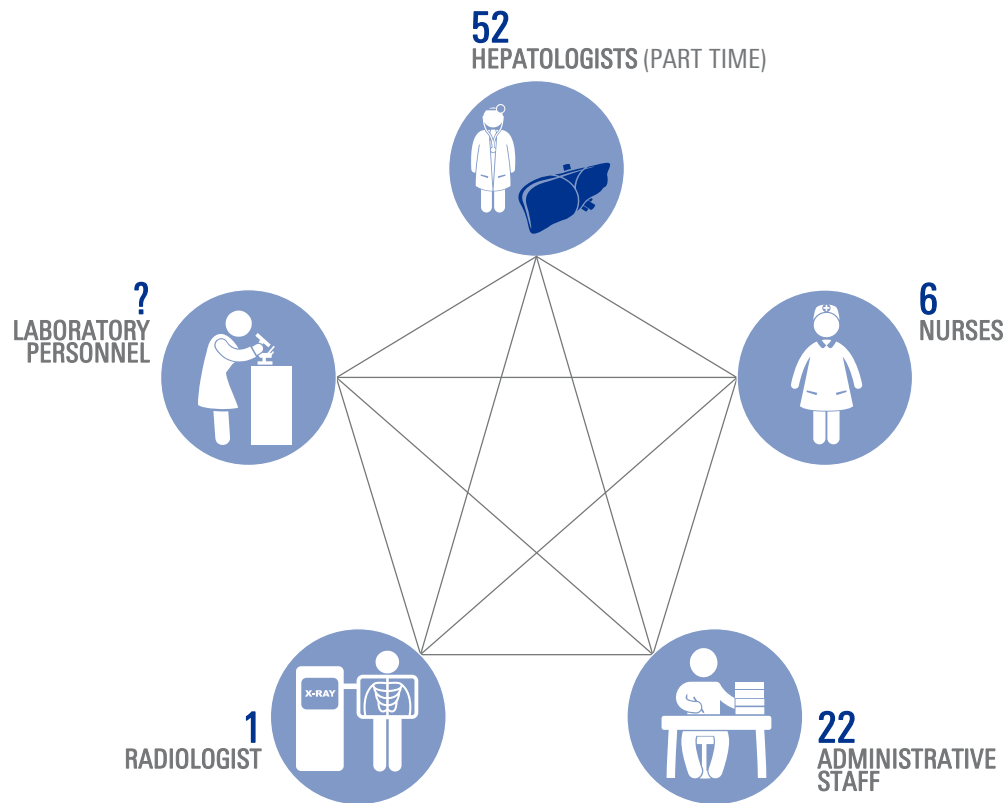 52
HEPATOLOGISTS (PART TIME)
?
LABORATORY
PERSONNEL
6
NURSES
X-RAY
1
RADIOLOGIST
22
ADMINISTRATIVE
STAFF